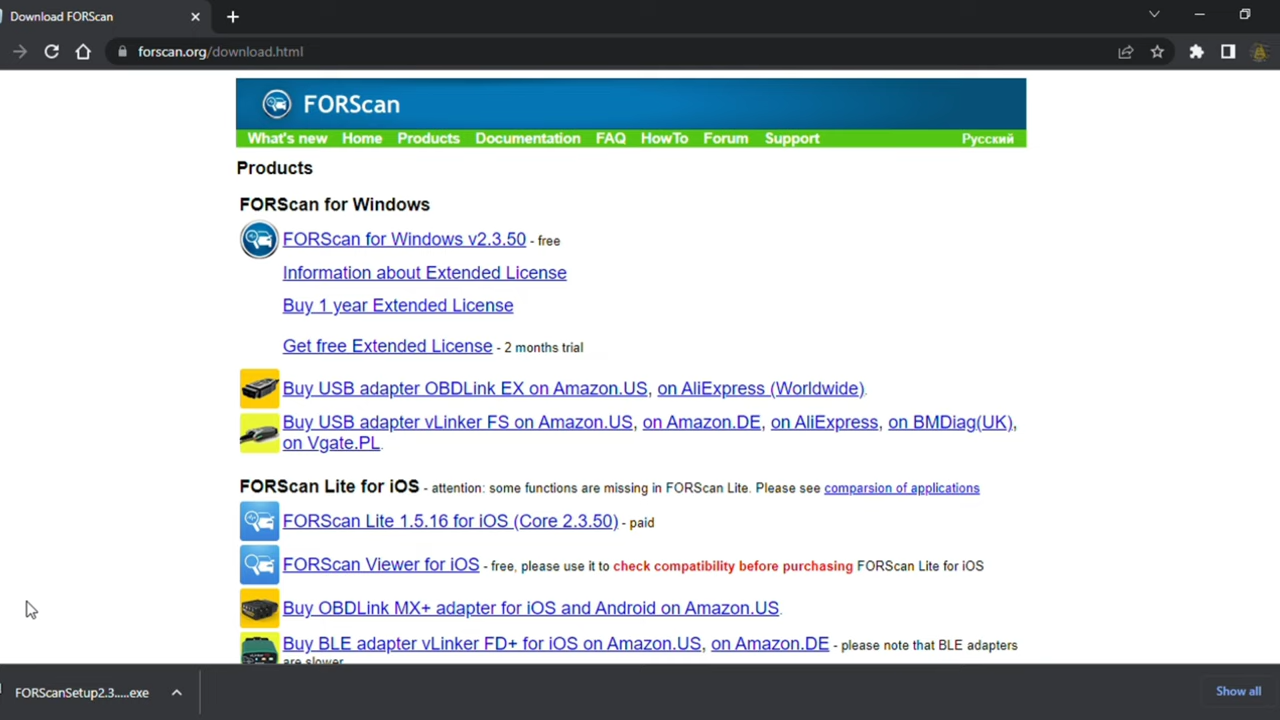 Download FORScan
forscan.org/download.html
FORScan
What's new Home Products Documentation FAQ HowTo Forum Support Русский
Products
FORScan for Windows
FORScan for Windows v2.3.50 - free
Information about Extended License
Buy 1 year Extended License
Get free Extended License - 2 months trial
Buy USB adapter OBDLink EX on Amazon.US, on AliExpress (Worldwide).
Buy USB adapter vLinker FS on Amazon.US, on Amazon.DE, on AliExpress, on BMDiag(UK),
on Vgate.PL.
FORScan Lite for iOS - attention: some functions are missing in FORScan Lite. Please see comparsion of applications
FORScan Lite 1.5.16 for iOS (Core 2.3.50) - paid
FORScan Viewer for iOS - free, please use it to check compatibility before purchasing FORScan Lite for iOS
Buy OBDLink MX+ adapter for iOS and Android on Amazon.US.
Buy BLE adapter vLinker FD+ for iOS on Amazon.US, on Amazon.DE - please note that BLE adapters
are slower
FORScanSetup2.3.....exe
Show all